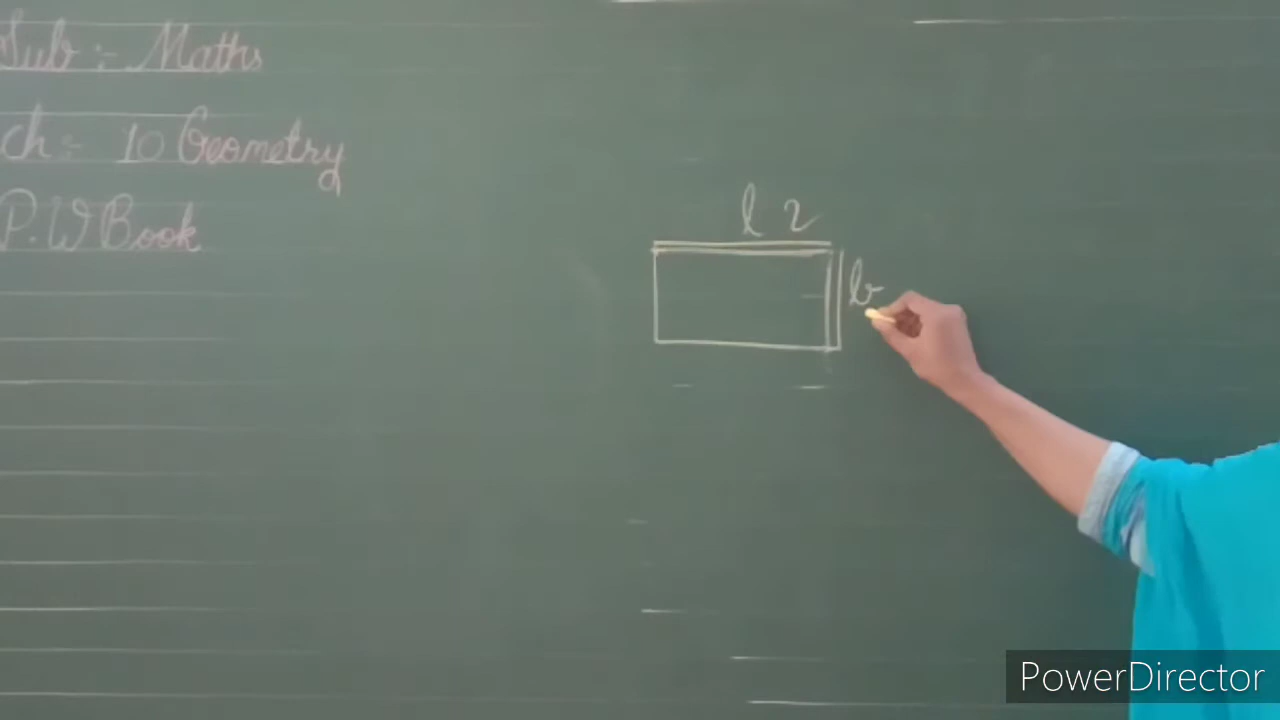 Sub :- Maths
ch :- 10 Geometry
P.W Book
l 2
b
PowerDirector